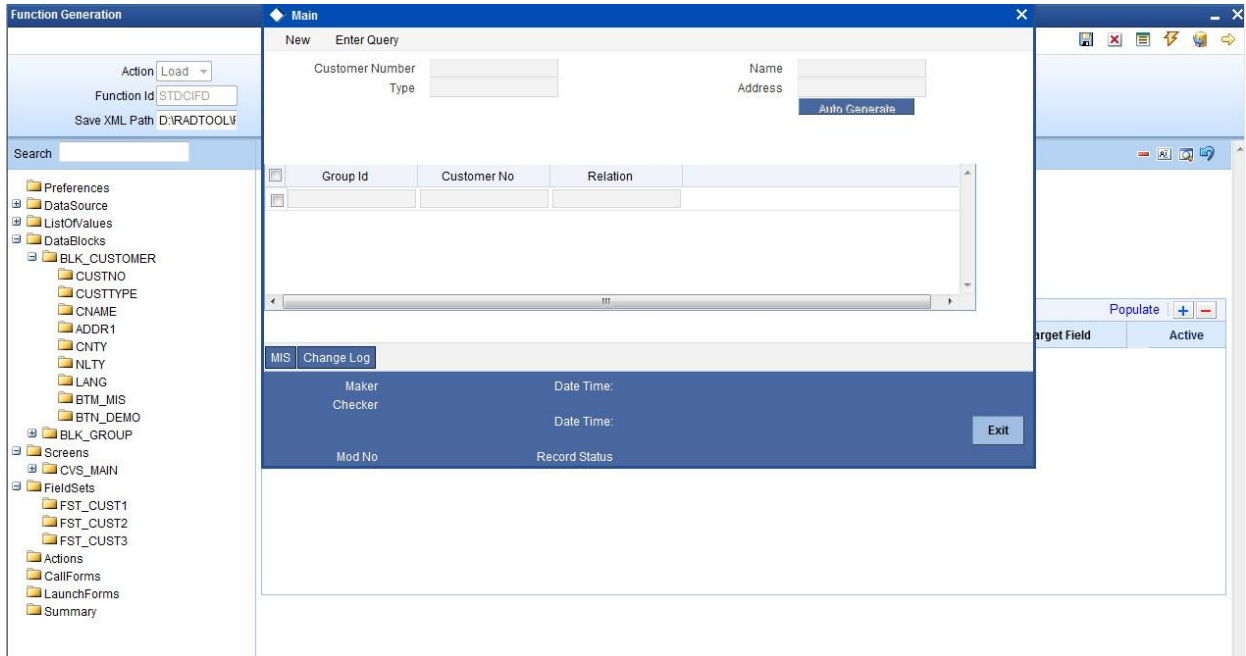 Function Generation
Action Load
Function Id STDCIFD
Save XML Path D:\RADTOOL\
Search
Preferences
DataSource
ListOfValues
DataBlocks
BLK_CUSTOMER
CUSTNO
CUSTTYPE
CNAME
ADDR1
CNTY
NLTY
LANG
BTM_MIS
BTN_DEMO
BLK_GROUP
Screens
CVS_MAIN
FieldSets
FST_CUST1
FST_CUST2
FST_CUST3
Actions
CallForms
LaunchForms
Summary
Main
New Enter Query
Customer Number Name
Type Address
Auto Generate
Group Id Customer No Relation
MIS Change Log
Maker Date Time:
Checker
Date Time:
Exit
Mod No Record Status
Populate
arget Field Active